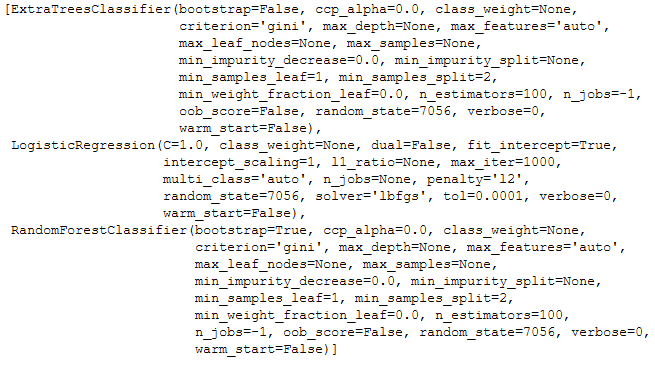 [ExtraTreesClassifier(bootstrap=False, ccp_alpha=0.0, class_weight=None,
criterion='gini', max_depth=None, max_features='auto',
max_leaf_nodes=None, max_samples=None,
min_impurity_decrease=0.0, min_impurity_split=None,
min_samples_leaf=1, min_samples_split=2,
min_weight_fraction_leaf=0.0, n_estimators=100, n_jobs=-1,
oob_score=False, random_state=7056, verbose=0,
warm_start=False),
LogisticRegression(C=1.0, class_weight=None, dual=False, fit_intercept=True,
intercept_scaling=1, l1_ratio=None, max_iter=1000,
multi_class='auto', n_jobs=None, penalty='l2',
random_state=7056, solver='lbfgs', tol=0.0001, verbose=0,
warm_start=False),
RandomForestClassifier(bootstrap=True, ccp_alpha=0.0, class_weight=None,
criterion='gini', max_depth=None, max_features='auto',
max_leaf_nodes=None, max_samples=None,
min_impurity_decrease=0.0, min_impurity_split=None,
min_samples_leaf=1, min_samples_split=2,
min_weight_fraction_leaf=0.0, n_estimators=100,
n_jobs=-1, oob_score=False, random_state=7056, verbose=0,
warm_start=False)]